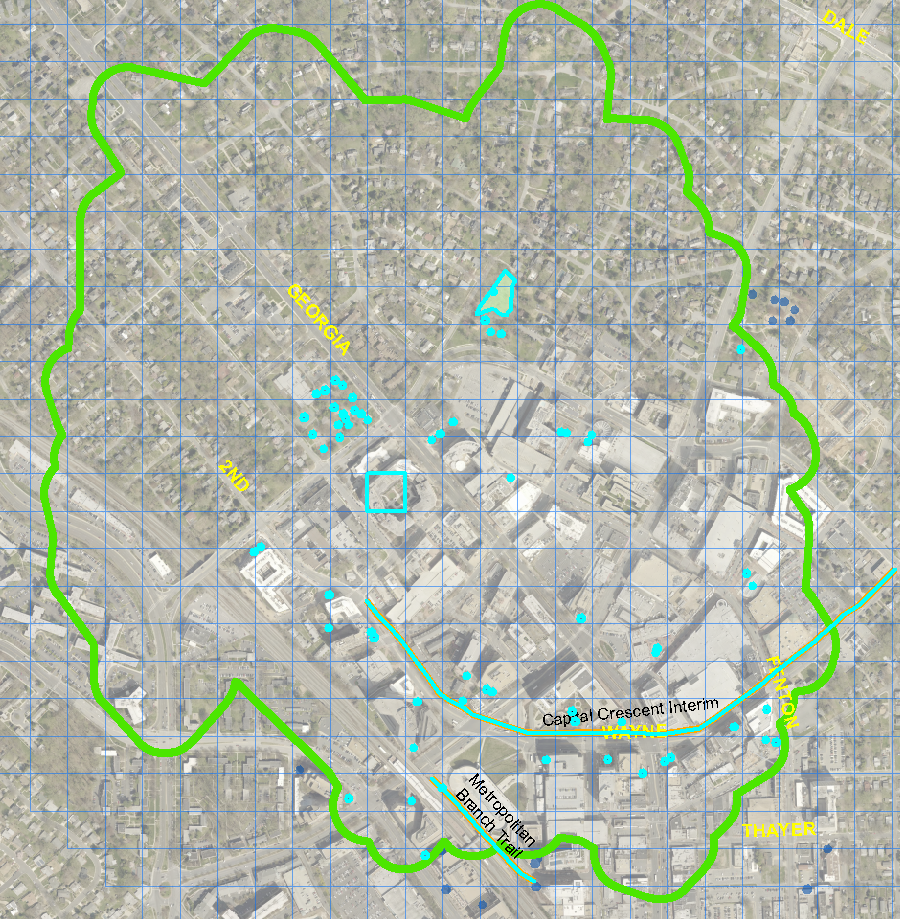 DALE
GEORGIA
2ND
FENTON
Capital Crescent Interim
WAYNE
Metropolitan
Branch Trail
THAYER